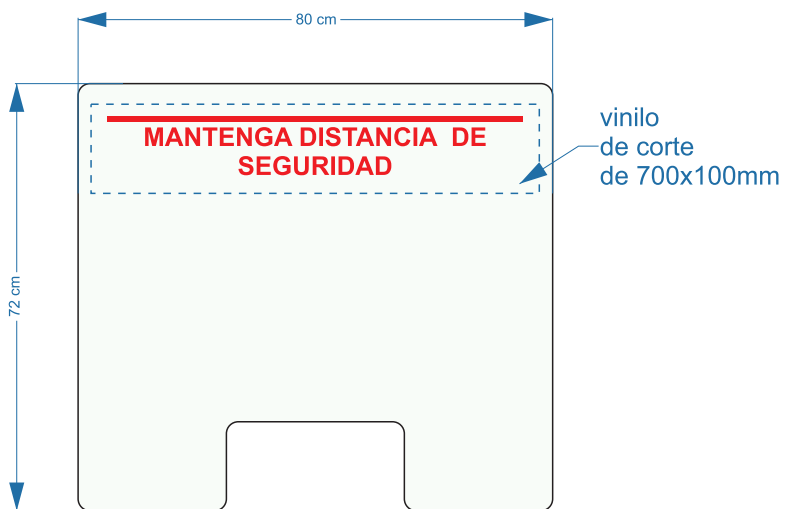 80 cm
MANTENGA DISTANCIA DE
SEGURIDAD
vinilo
de corte
de 700x100mm
72 cm